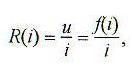 R(i) = u/i = f(i)/i,